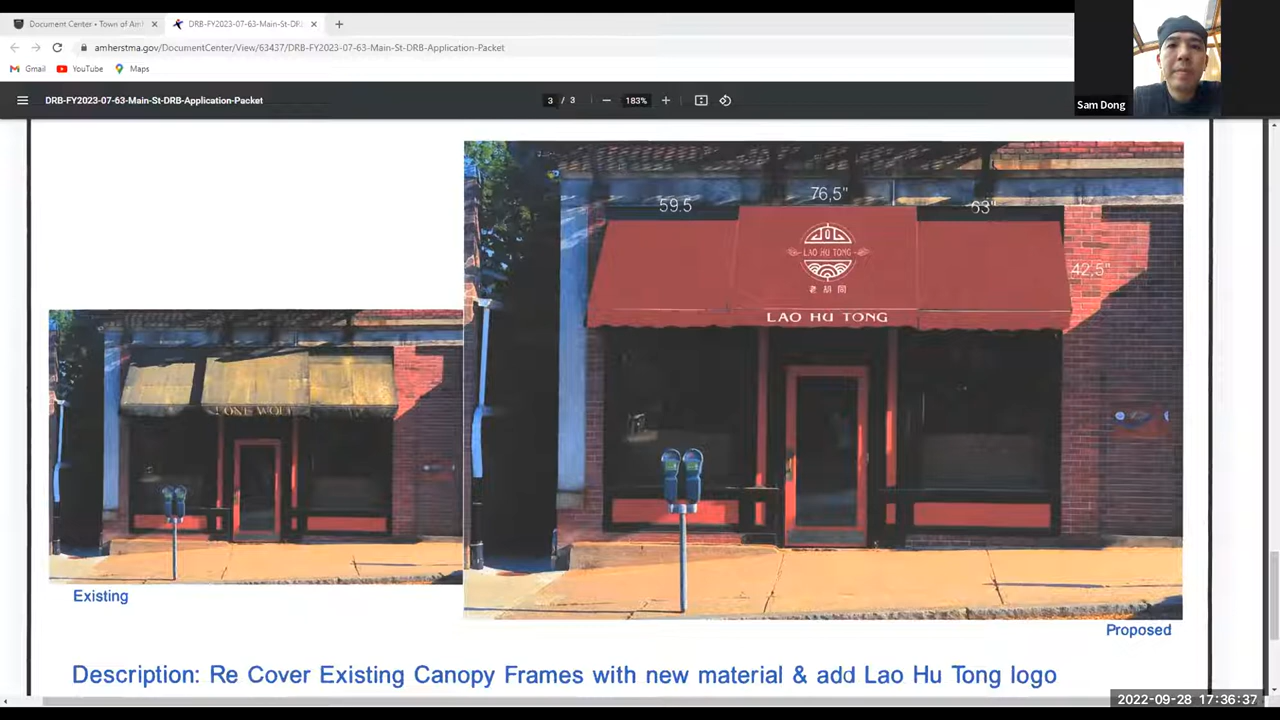 Document Center • Town of Am
DRB-FY2023-07-63-Main-St-DR
amherstma.gov/DocumentCenter/View/63437/DRB-FY2023-07-63-Main-St-DRB-Application-Packet
Gmail
YouTube
Maps
DRB-FY2023-07-63-Main-St-DRB-Application-Packet
3 / 3
183%
Sam Dong
59.5
76,5"
63"
42,5"
LAO HU TONG
老胡同
LAO HU TONG
LONE WOLF
Existing
Proposed
Description: Re Cover Existing Canopy Frames with new material & add Lao Hu Tong logo
2022-09-28 17:36:37